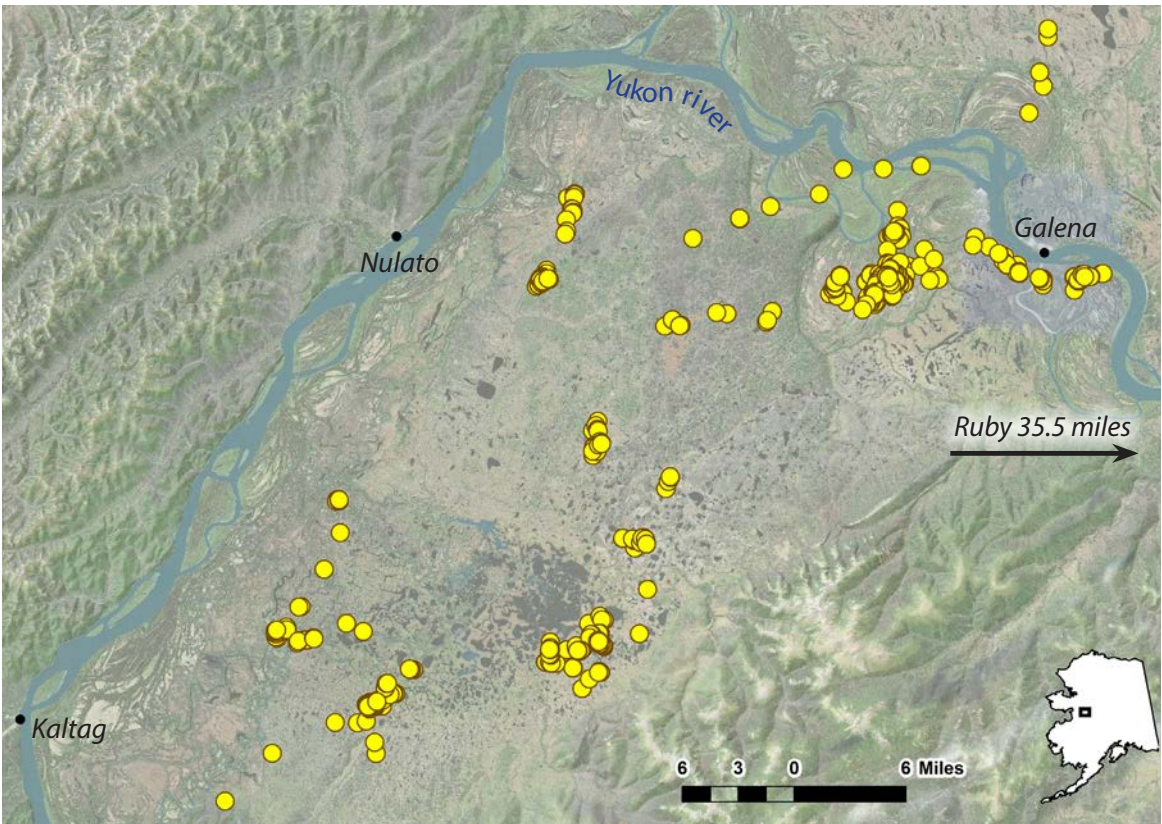 Yukon river
Galena
Nulato
Ruby 35.5 miles
Kaltag
6 3 0 6 Miles